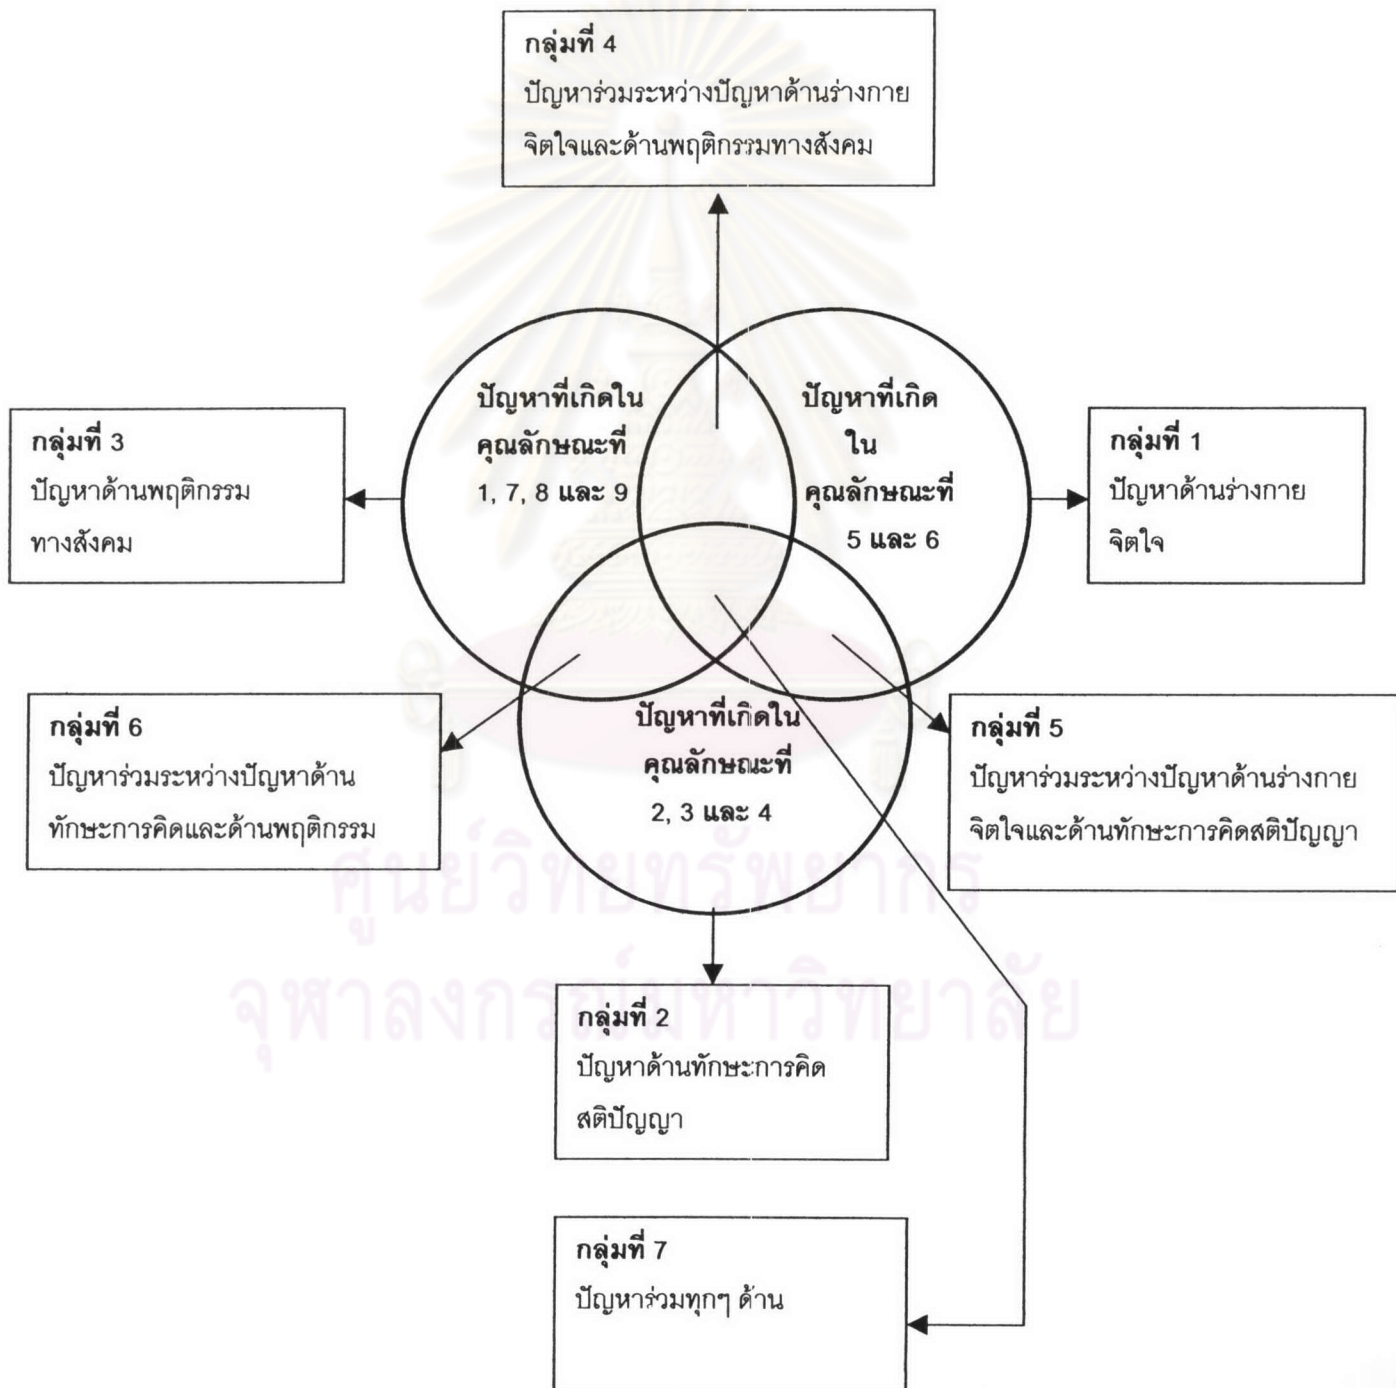 กลุ่มที่ 4
ปัญหาร่วมระหว่างปัญหาด้านร่างกาย
จิตใจและด้านพฤติกรรมทางสังคม
ปัญหาที่เกิดใน
คุณลักษณะที่
1, 7, 8 และ 9
ปัญหาที่เกิด
ใน
คุณลักษณะที่
5 และ 6
กลุ่มที่ 3
ปัญหาด้านพฤติกรรม
ทางสังคม
กลุ่มที่ 1
ปัญหาด้านร่างกาย
จิตใจ
กลุ่มที่ 6
ปัญหาร่วมระหว่างปัญหาด้าน
ทักษะการคิดและด้านพฤติกรรม
ปัญหาที่เกิดใน
คุณลักษณะที่
2, 3 และ 4
กลุ่มที่ 5
ปัญหาร่วมระหว่างปัญหาด้านร่างกาย
จิตใจและด้านทักษะการคิดสติปัญญา
ศูนย์วิทยทรัพยากร
จุฬาลงกรณ์มหาวิทยาลัย
กลุ่มที่ 2
ปัญหาด้านทักษะการคิด
สติปัญญา
กลุ่มที่ 7
ปัญหาร่วมทุกๆ ด้าน